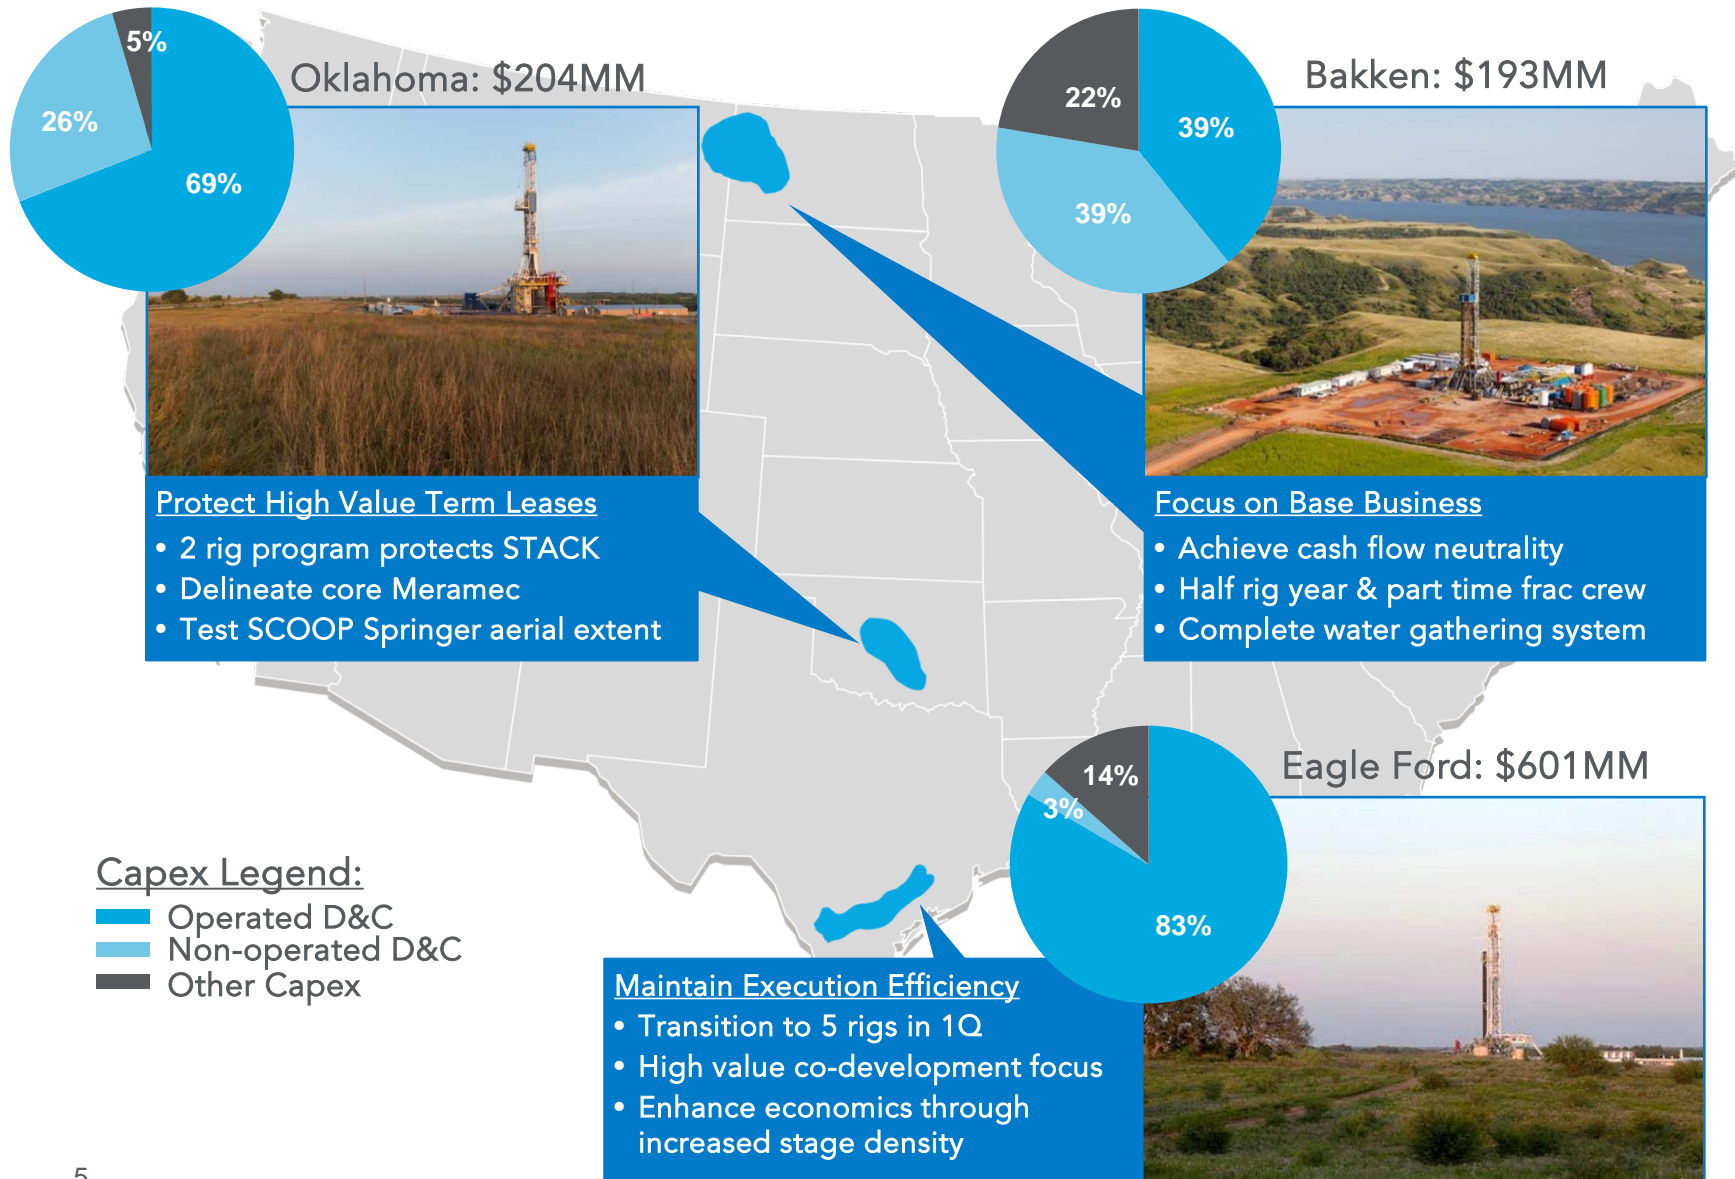 5%
26%
69%
Oklahoma: $204MM
Protect High Value Term Leases
• 2 rig program protects STACK
• Delineate core Meramec
• Test SCOOP Springer aerial extent
22%
39%
39%
Bakken: $193MM
Focus on Base Business
• Achieve cash flow neutrality
• Half rig year & part time frac crew
• Complete water gathering system
14%
3%
83%
Eagle Ford: $601MM
Maintain Execution Efficiency
• Transition to 5 rigs in 1Q
• High value co-development focus
• Enhance economics through
increased stage density
Capex Legend:
Operated D&C
Non-operated D&C
Other Capex
5